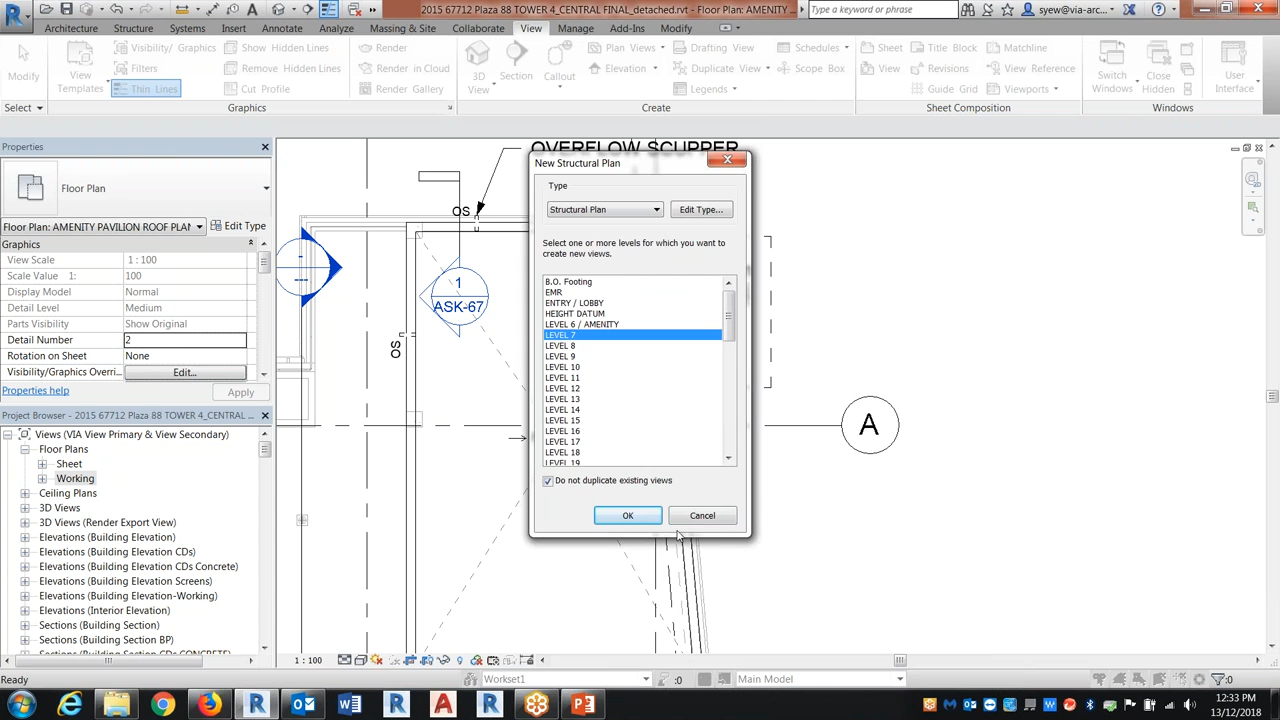 2015 67712 Plaza 88 TOWER 4_CENTRAL FINAL_detached.rvt - Floor Plan: AMENITY ...
Type a keyword or phrase
syew@via-arc...
Architecture Structure Systems Insert Annotate Analyze Massing & Site Collaborate View Manage Add-Ins Modify
Modify
View Templates
Visibility/ Graphics
Filters
Thin Lines
Show Hidden Lines
Remove Hidden Lines
Cut Profile
Render
Render in Cloud
Render Gallery
3D View
Section
Callout
Plan Views
Elevation
Drafting View
Duplicate View
Legends
Schedules
Scope Box
Sheet
View
Title Block
Revisions
Guide Grid
Matchline
View Reference
Viewports
Switch Windows
Close Hidden
User Interface
Select
Graphics
Create
Sheet Composition
Windows
Properties
Floor Plan
Floor Plan: AMENITY PAVILION ROOF PLAN
Edit Type
Graphics
View Scale 1 : 100
Scale Value 1: 100
Display Model Normal
Detail Level Medium
Parts Visibility Show Original
Detail Number 2
Rotation on Sheet None
Visibility/Graphics Overri... Edit...
Properties help
Apply
Project Browser - 2015 67712 Plaza 88 TOWER 4_CENTRAL FINAL_det...
Views (VIA View Primary & View Secondary)
Floor Plans
Sheet
Working
Ceiling Plans
3D Views
3D Views (Render Export View)
Elevations (Building Elevation)
Elevations (Building Elevation CDs)
Elevations (Building Elevation CDs Concrete)
Elevations (Building Elevation Screens)
Elevations (Building Elevation-Working)
Elevations (Interior Elevation)
Sections (Building Section)
Sections (Building Section BP)
Sections (Building Section CDs CONCRETE)
OVERFLOW SCUPPER
OS
1
ASK-67
OS
A
New Structural Plan
Type
Structural Plan
Edit Type...
Select one or more levels for which you want to
create new views.
B.O. Footing
EMR
ENTRY / LOBBY
HEIGHT DATUM
LEVEL 6 / AMENITY
LEVEL 7
LEVEL 8
LEVEL 9
LEVEL 10
LEVEL 11
LEVEL 12
LEVEL 13
LEVEL 14
LEVEL 15
LEVEL 16
LEVEL 17
LEVEL 18
LEVEL 19
Do not duplicate existing views
OK
Cancel
1 : 100
Ready
Workset1
:0
Main Model
:0
12:33 PM
13/12/2018